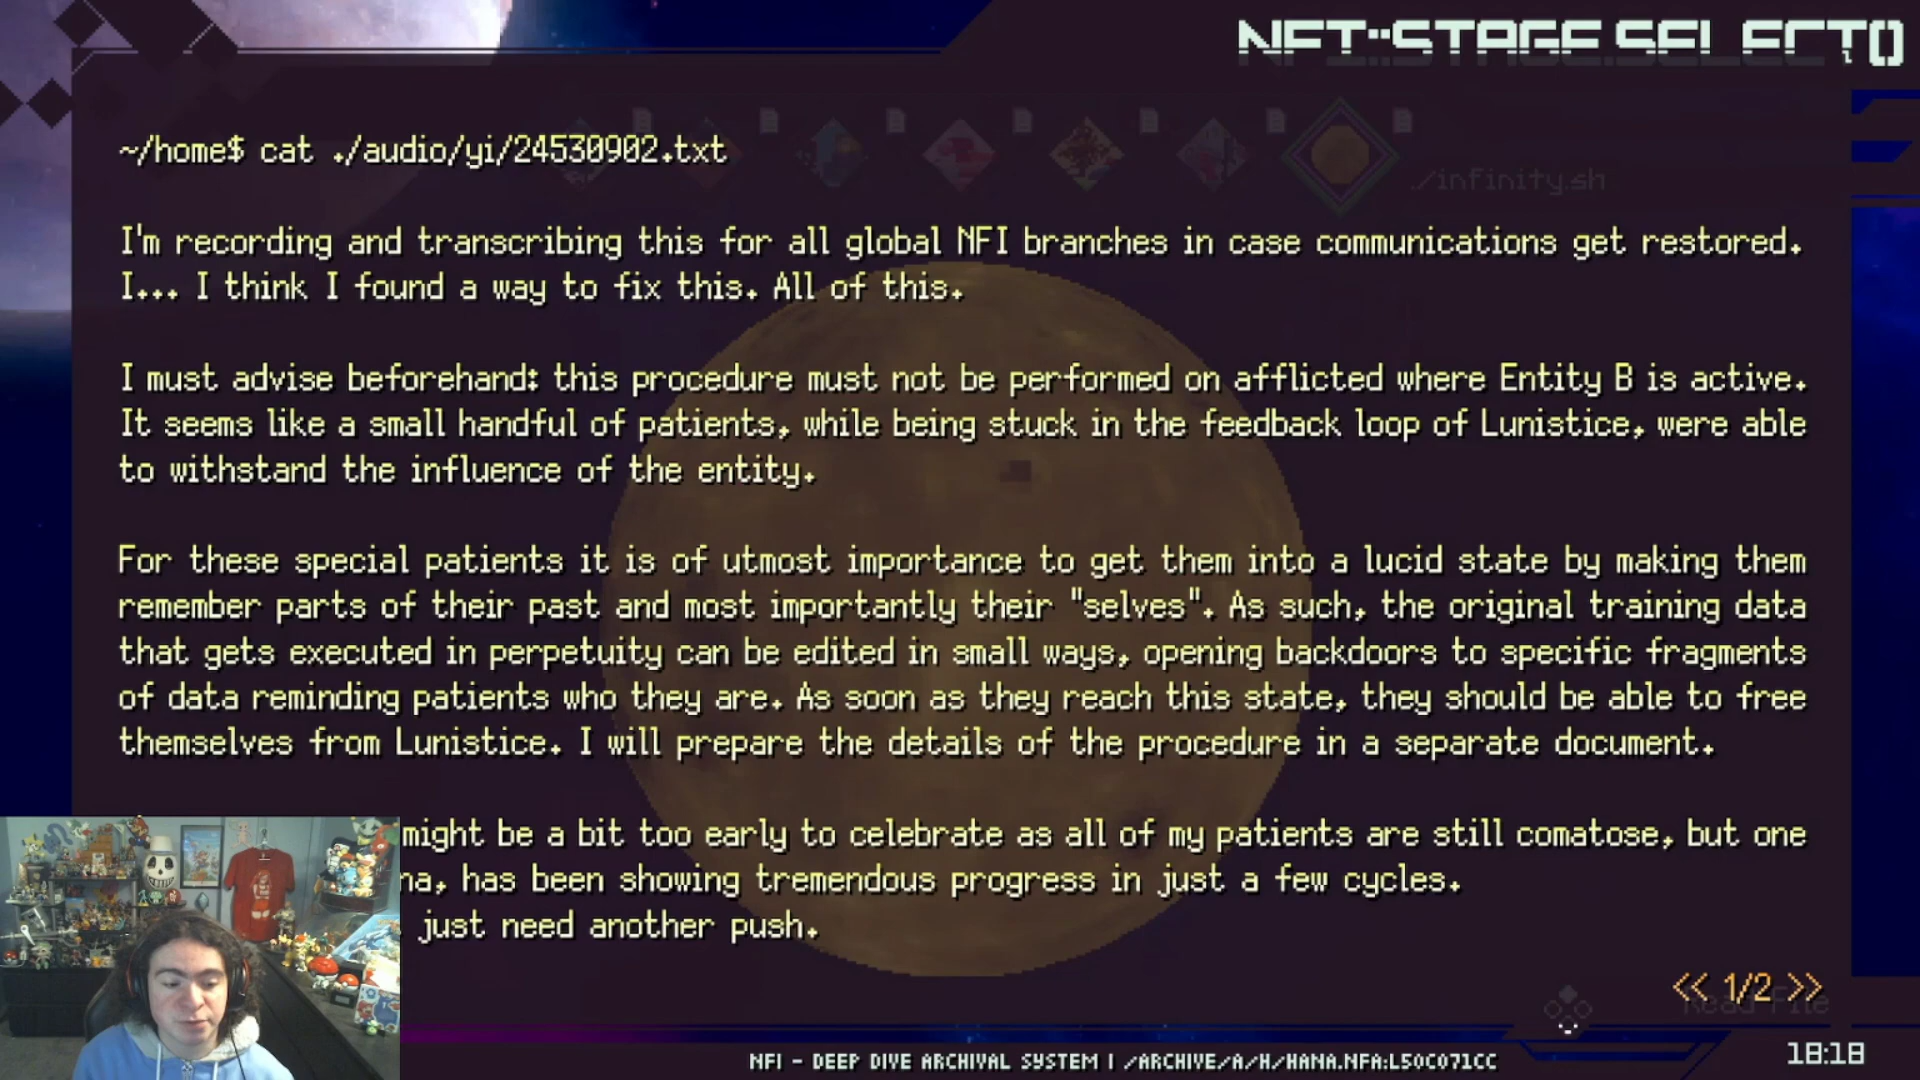 NFI::STAGE.SELECT()
~/home$ cat ./audio/yi/24530902.txt
./infinity.sh
I'm recording and transcribing this for all global NFI branches in case communications get restored.
I... I think I found a way to fix this. All of this.
I must advise beforehand: this procedure must not be performed on afflicted where Entity B is active.
It seems like a small handful of patients, while being stuck in the feedback loop of Lunistice, were able
to withstand the influence of the entity.
For these special patients it is of utmost importance to get them into a lucid state by making them
remember parts of their past and most importantly their "selves". As such, the original training data
that gets executed in perpetuity can be edited in small ways, opening backdoors to specific fragments
of data reminding patients who they are. As soon as they reach this state, they should be able to free
themselves from Lunistice. I will prepare the details of the procedure in a separate document.
might be a bit too early to celebrate as all of my patients are still comatose, but one
na, has been showing tremendous progress in just a few cycles.
just need another push.
<< 1/2 >>
Read File
NFI - DEEP DIVE ARCHIVAL SYSTEM | /ARCHIVE/A/H/HANA.NFA:L50C071CC
18:18